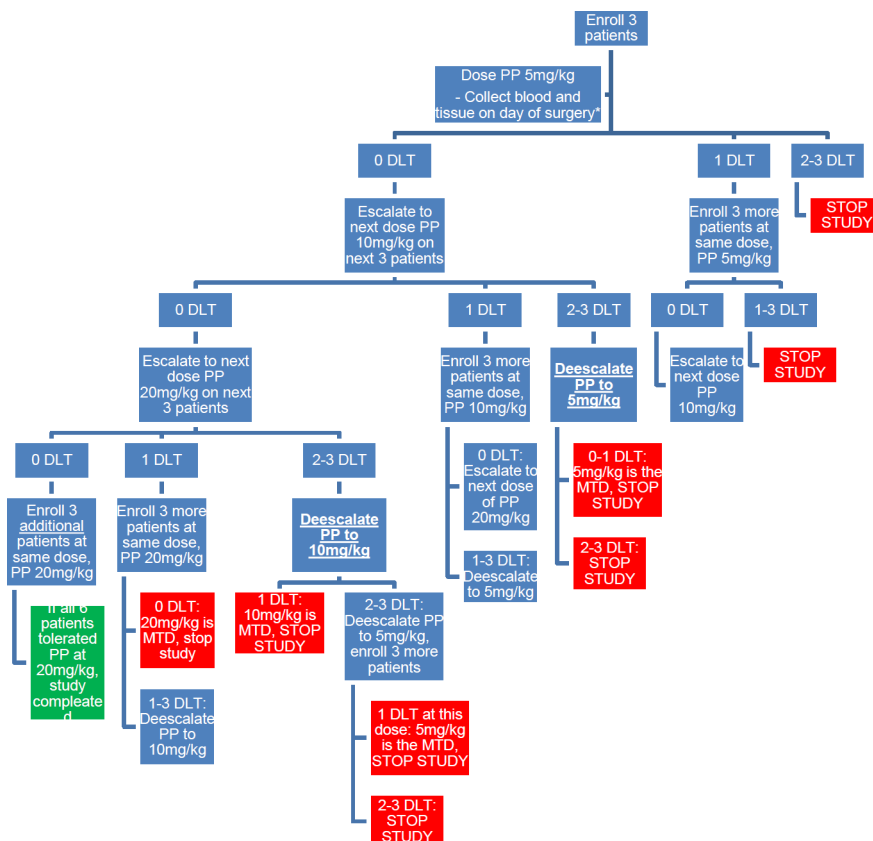 Enroll 3
patients
Dose PP 5mg/kg
- Collect blood and
tissue on day of surgery*
0 DLT
1 DLT
2-3 DLT
Escalate to
next dose PP
10mg/kg on
next 3 patients
Enroll 3 more
patients at
same dose,
PP 5mg/kg
STOP
STUDY
0 DLT
1 DLT
2-3 DLT
0 DLT
1-3 DLT
Escalate to next
dose PP
20mg/kg on next
3 patients
Enroll 3 more
patients at same
dose, PP 10mg/kg
Deescalate
PP to
5mg/kg
Escalate to
next dose
PP
10mg/kg
STOP
STUDY
0 DLT
1 DLT
2-3 DLT
0 DLT:
Escalate to
next dose
of PP
20mg/kg
0-1 DLT:
5mg/kg is the
MTD, STOP
STUDY
Enroll 3
additional
patients at
same dose,
PP 20mg/kg
Enroll 3 more
patients at
same dose,
PP 20mg/kg
Deescalate
PP to
10mg/kg
1-3 DLT:
Deescalate
to 5mg/kg
2-3 DLT:
STOP
STUDY
If all 6
patients
tolerated
PP at
20mg/kg,
study
compleate
d
0 DLT:
20mg/kg is
MTD, stop
study
1 DLT:
10mg/kg is
MTD, STOP
STUDY
2-3 DLT:
Deescalate PP
to 5mg/kg,
enroll 3 more
patients
1-3 DLT:
Deescalate
PP to
10mg/kg
1 DLT at this
dose: 5mg/kg
is the MTD,
STOP STUDY
2-3 DLT:
STOP
STUDY